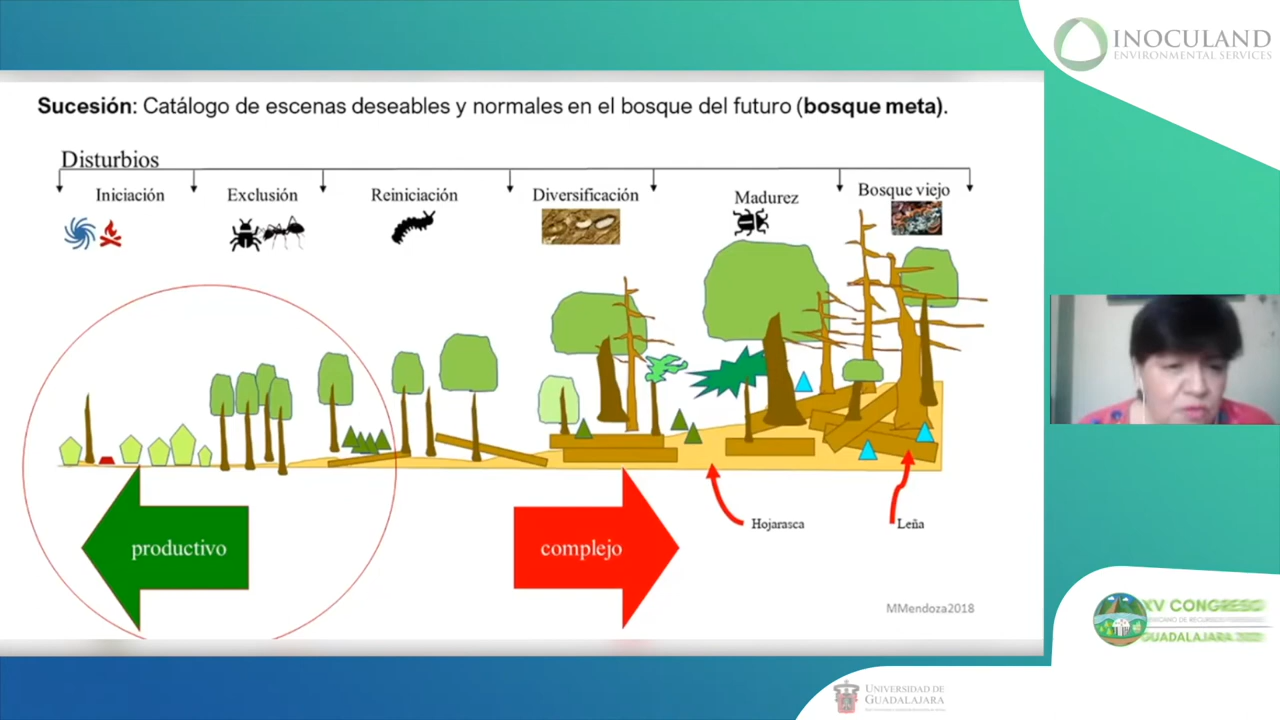 INOCULAND
ENVIRONMENTAL SERVICES
Sucesión: Catálogo de escenas deseables y normales en el bosque del futuro (bosque meta).
Disturbios
Iniciación
Exclusión
Reiniciación
Diversificación
Madurez
Bosque viejo
productivo
complejo
Hojarasca
Leña
MMendoza2018
XV CONGRESO
GUADALAJARA
UNIVERSIDAD DE
GUADALAJARA